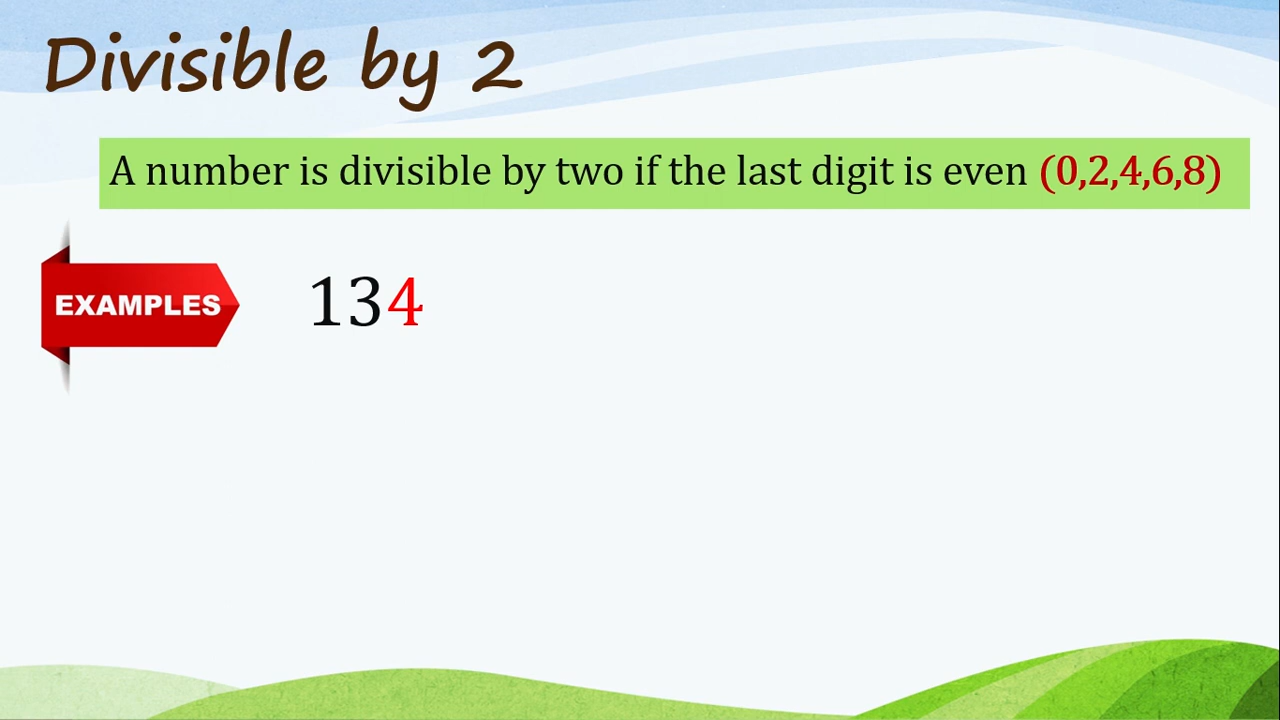 Divisible by 2
A number is divisible by two if the last digit is even (0,2,4,6,8)
EXAMPLES
134